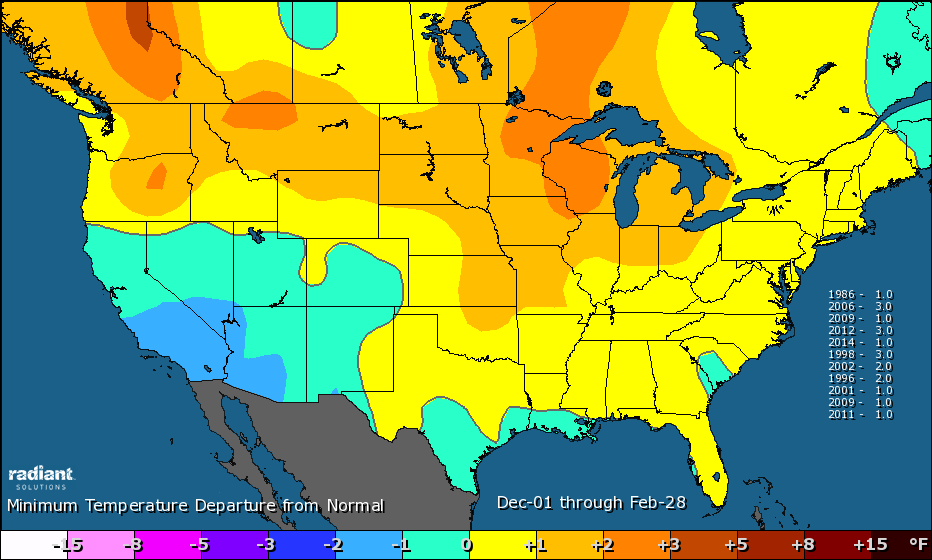 1986 - 1.0
2006 - 3.0
2009 - 1.0
2012 - 3.0
2014 - 1.0
1998 - 3.0
2002 - 2.0
1996 - 2.0
2001 - 1.0
2009 - 1.0
2011 - 1.0
radiant
SOLUTIONS
Minimum Temperature Departure from Normal
Dec-01 through Feb-28
-15 -8 -5 -3 -2 -1 0 +1 +2 +3 +5 +8 +15 °F